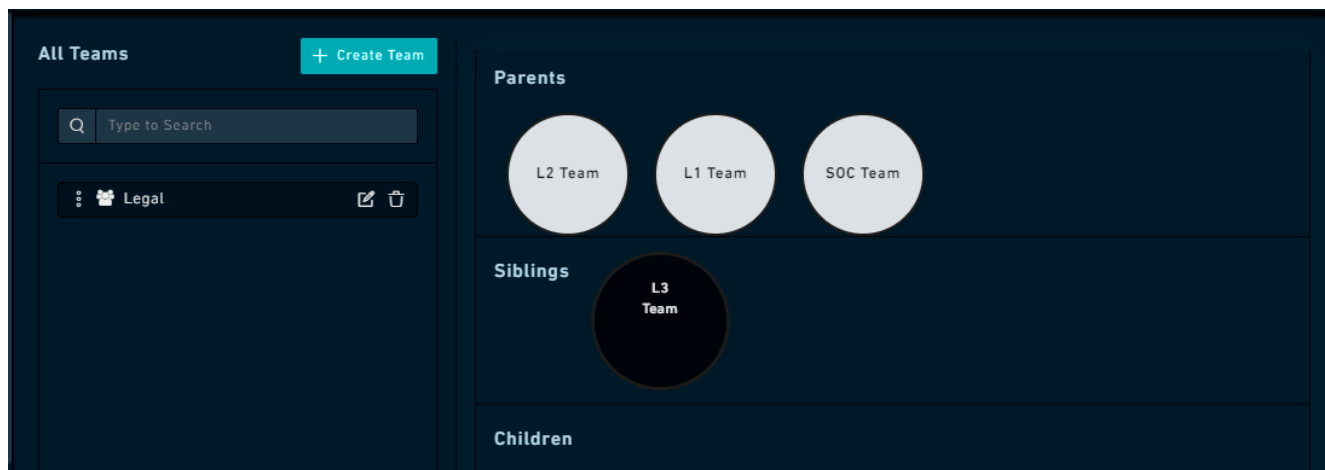 All Teams
Create Team
Type to Search
Legal
Parents
L2 Team
L1 Team
SOC Team
Siblings
L3
Team
Children